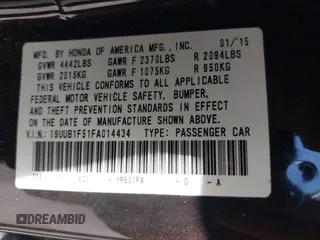 MFD. BY HONDA OF AMERICA MFG., INC. 01/15
GVWR 4442LBS GAWR F 2370LBS R 2094LBS
GVWR 2015KG GAWR F 1075KG R 950KG
THIS VEHICLE CONFORMS TO ALL APPLICABLE
FEDERAL MOTOR VEHICLE SAFETY, BUMPER,
AND THEFT PREVENTION STANDARDS IN EFFECT
ON THE DATE OF MANUFACTURE SHOWN ABOVE.
V.I.N.: 19UUB1F51FA014434 TYPE: PASSENGER CAR
YR601PX - D - A
DREAMBID